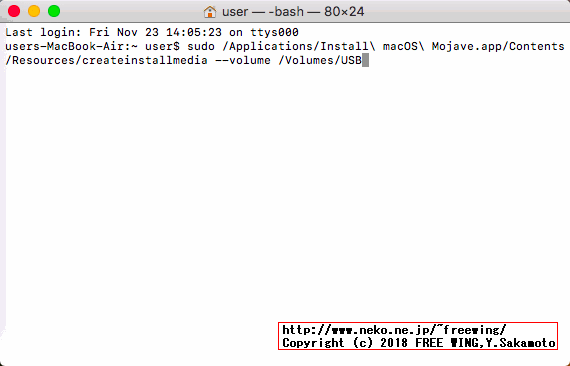 user — -bash — 80×24
Last login: Fri Nov 23 14:05:23 on ttys000
users-MacBook-Air:~ user$ sudo /Applications/Install\ macOS\ Mojave.app/Contents
/Resources/createinstallmedia --volume /Volumes/USB
http://www.neko.ne.jp/~freewing/
Copyright (c) 2018 FREE WING,Y.Sakamoto